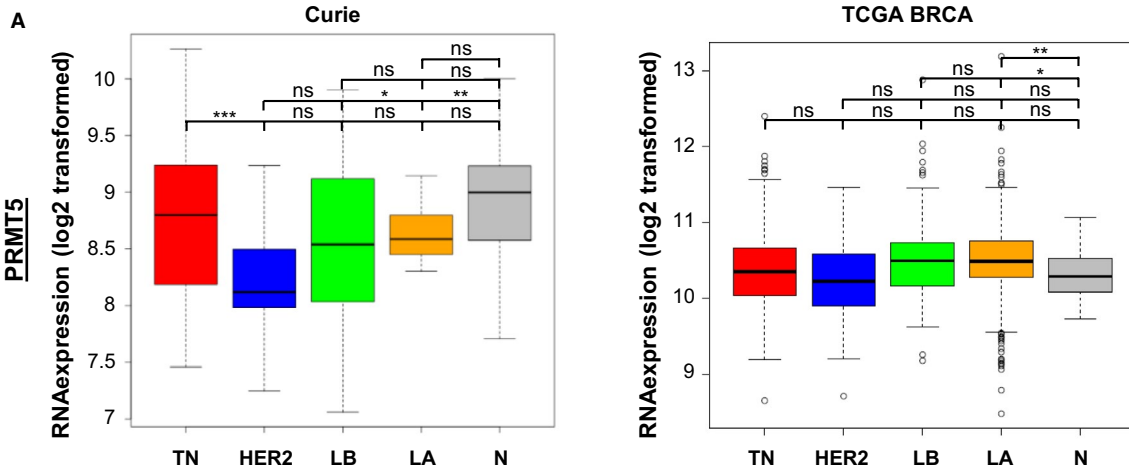 A
Curie
TCGA BRCA
PRMT5
RNAexpression (log2 transformed)
10
9.5
9
8.5
8
7.5
7
ns
ns ns
ns * **
*** ns ns ns
TN HER2 LB LA N
RNAexpression (log2 transformed)
13
12
11
10
9
**
ns *
ns ns ns
ns ns ns ns
TN HER2 LB LA N